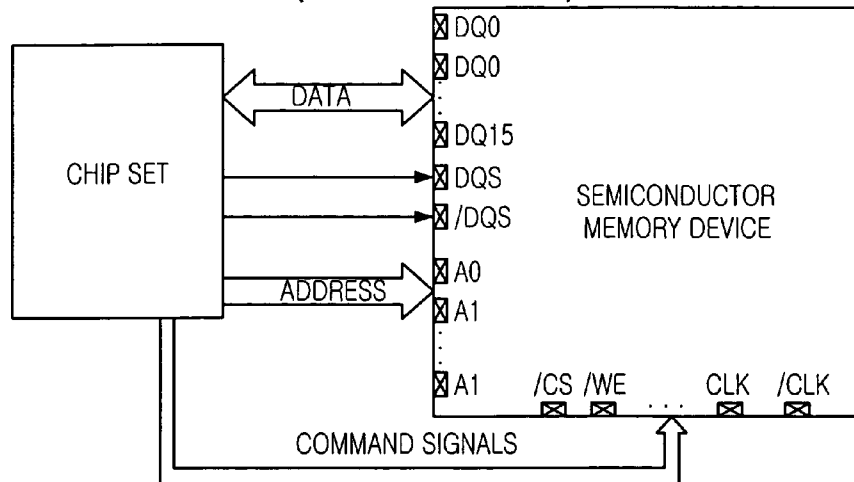 DQ0
DQ0
DATA
DQ15
CHIP SET
DQS
SEMICONDUCTOR
MEMORY DEVICE
/DQS
A0
ADDRESS
A1
A1
/CS /WE ... CLK /CLK
COMMAND SIGNALS